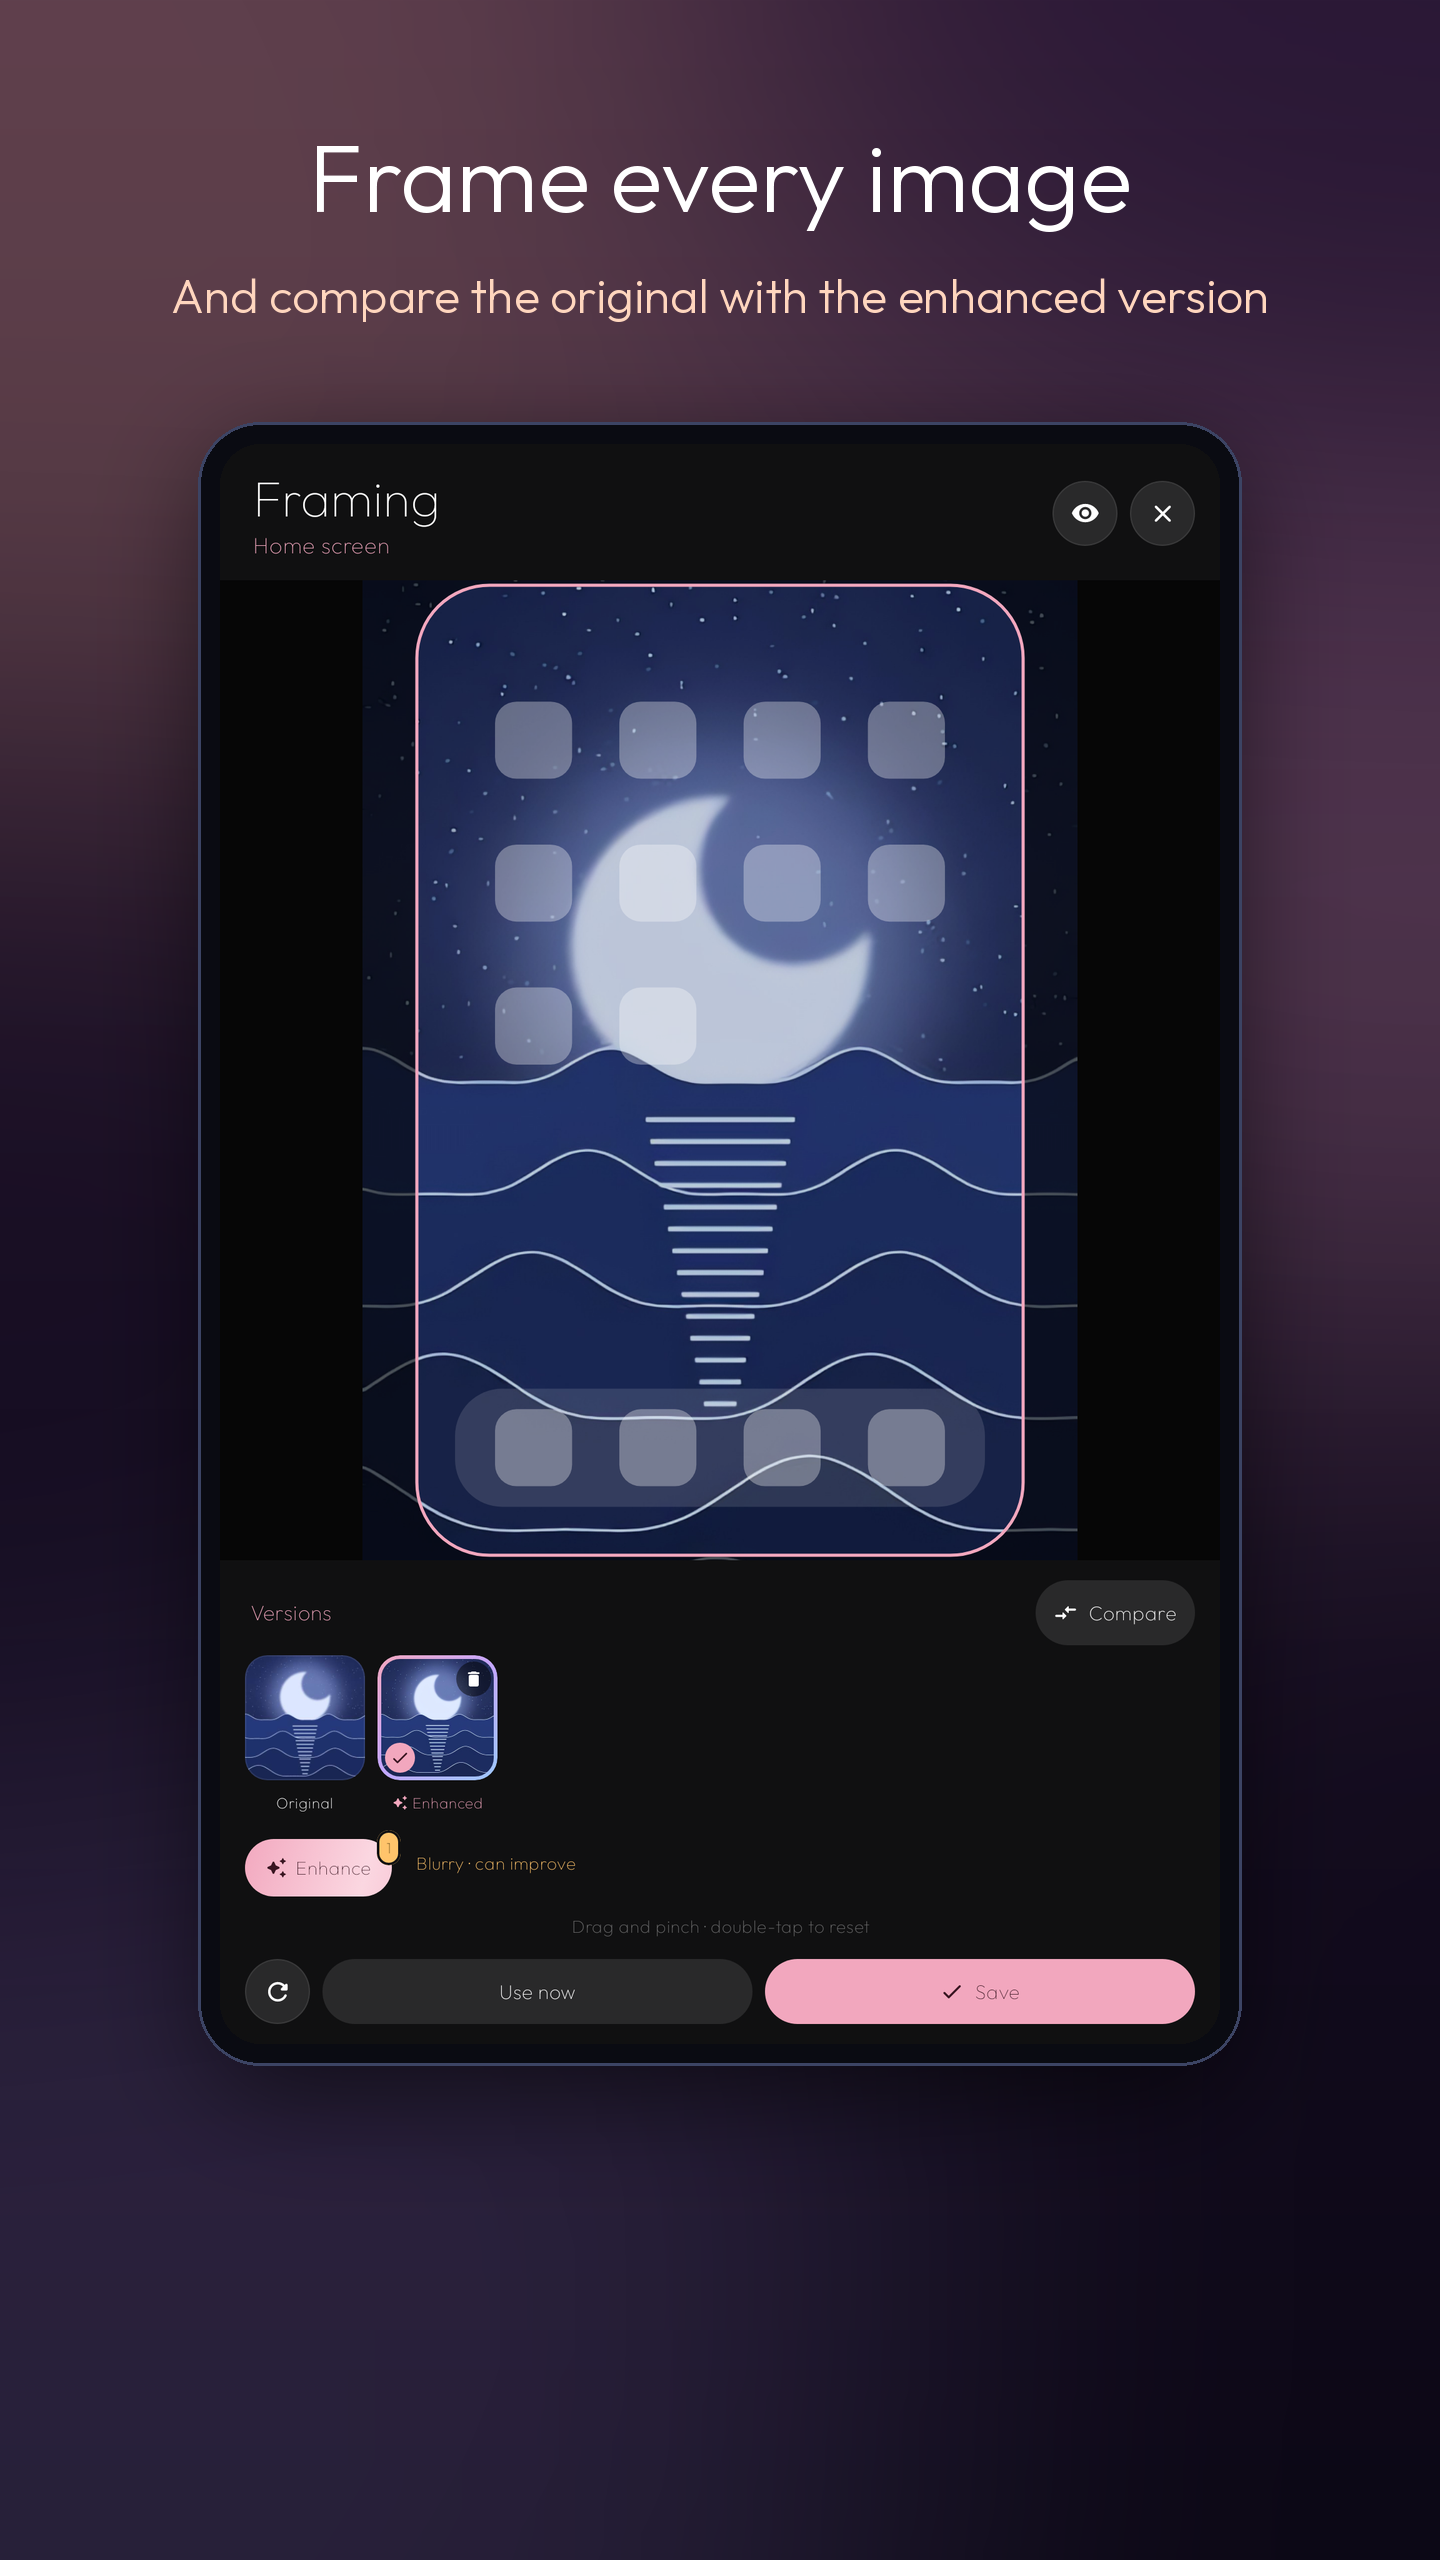 Frame every image
And compare the original with the enhanced version
Framing
Home screen
Versions
Compare
Original
Enhanced
Enhance
1
Blurry · can improve
Drag and pinch · double-tap to reset
Use now
Save